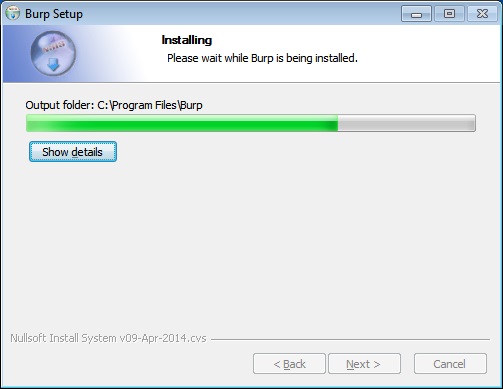 Burp Setup
Installing
Please wait while Burp is being installed.
Output folder: C:\Program Files\Burp
Show details
Nullsoft Install System v09-Apr-2014.cvs
< Back
Next >
Cancel